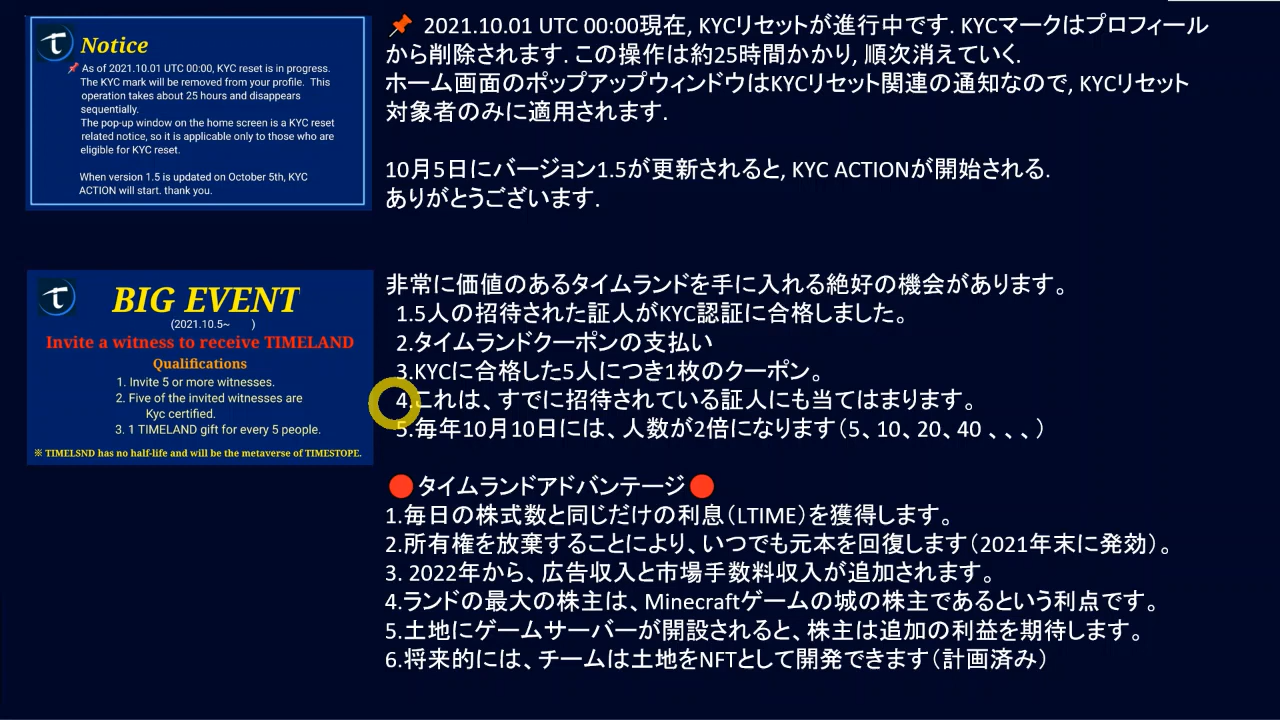 Notice
📌 As of 2021.10.01 UTC 00:00, KYC reset is in progress.
The KYC mark will be removed from your profile. This
operation takes about 25 hours and disappears
sequentially.
The pop-up window on the home screen is a KYC reset
related notice, so it is applicable only to those who are
eligible for KYC reset.
When version 1.5 is updated on October 5th, KYC
ACTION will start. thank you.
📌 2021.10.01 UTC 00:00現在, KYCリセットが進行中です. KYCマークはプロフィール
から削除されます. この操作は約25時間かかり, 順次消えていく.
ホーム画面のポップアップウィンドウはKYCリセット関連の通知なので, KYCリセット
対象者のみに適用されます.
10月5日にバージョン1.5が更新されると, KYC ACTIONが開始される.
ありがとうございます.
BIG EVENT
(2021.10.5~ )
Invite a witness to receive TIMELAND
Qualifications
1. Invite 5 or more witnesses.
2. Five of the invited witnesses are
Kyc certified.
3. 1 TIMELAND gift for every 5 people.
※ TIMELSND has no half-life and will be the metaverse of TIMESTOPE.
非常に価値のあるタイムランドを手に入れる絶好の機会があります。
1.5人の招待された証人がKYC認証に合格しました。
2.タイムランドクーポンの支払い
3.KYCに合格した5人につき1枚のクーポン。
4.これは、すでに招待されている証人にも当てはまります。
5.毎年10月10日には、人数が2倍になります（5、10、20、40 、、、）
🔴タイムランドアドバンテージ🔴
1.毎日の株式数と同じだけの利息（LTIME）を獲得します。
2.所有権を放棄することにより、いつでも元本を回復します（2021年末に発効）。
3. 2022年から、広告収入と市場手数料収入が追加されます。
4.ランドの最大の株主は、Minecraftゲームの城の株主であるという利点です。
5.土地にゲームサーバーが開設されると、株主は追加の利益を期待します。
6.将来的には、チームは土地をNFTとして開発できます（計画済み）